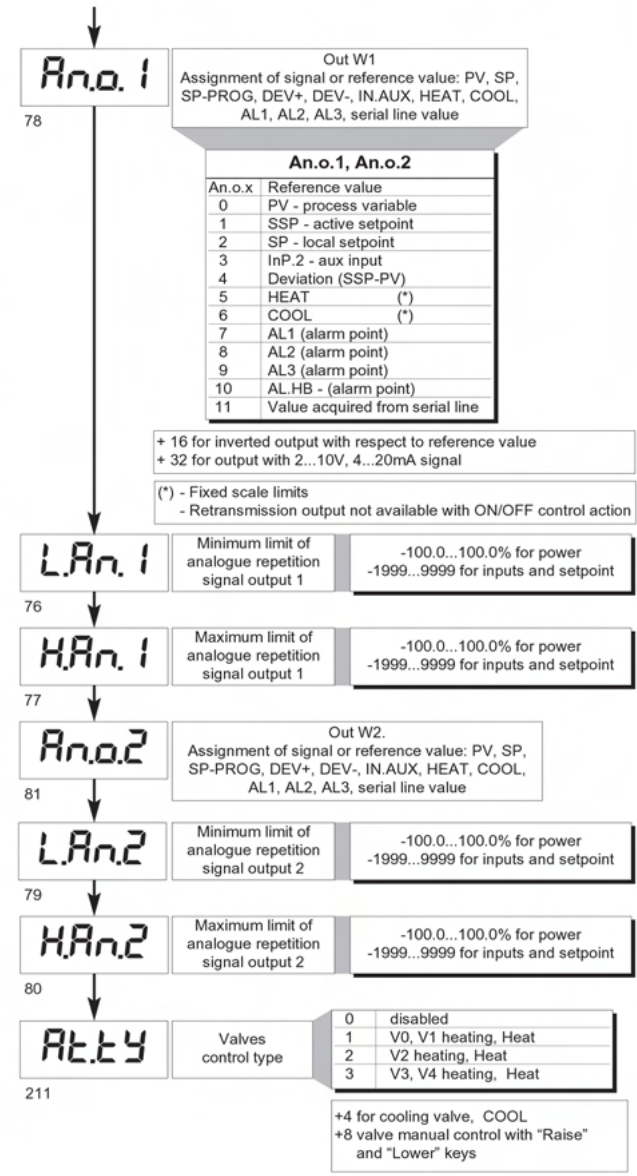 An.o. 1
78
Out W1
Assignment of signal or reference value: PV, SP,
SP-PROG, DEV+, DEV-, IN.AUX, HEAT, COOL,
AL1, AL2, AL3, serial line value
An.o.1, An.o.2
An.o.x Reference value
0 PV - process variable
1 SSP - active setpoint
2 SP - local setpoint
3 InP.2 - aux input
4 Deviation (SSP-PV)
5 HEAT (*)
6 COOL (*)
7 AL1 (alarm point)
8 AL2 (alarm point)
9 AL3 (alarm point)
10 AL.HB - (alarm point)
11 Value acquired from serial line
+ 16 for inverted output with respect to reference value
+ 32 for output with 2...10V, 4...20mA signal
(*) - Fixed scale limits
- Retransmission output not available with ON/OFF control action
L.An. 1
76
Minimum limit of
analogue repetition
signal output 1
-100.0...100.0% for power
-1999...9999 for inputs and setpoint
H.An. 1
77
Maximum limit of
analogue repetition
signal output 1
-100.0...100.0% for power
-1999...9999 for inputs and setpoint
An.o.2
81
Out W2.
Assignment of signal or reference value: PV, SP,
SP-PROG, DEV+, DEV-, IN.AUX, HEAT, COOL,
AL1, AL2, AL3, serial line value
L.An.2
79
Minimum limit of
analogue repetition
signal output 2
-100.0...100.0% for power
-1999...9999 for inputs and setpoint
H.An.2
80
Maximum limit of
analogue repetition
signal output 2
-100.0...100.0% for power
-1999...9999 for inputs and setpoint
At.ty
211
Valves
control type
0 disabled
1 V0, V1 heating, Heat
2 V2 heating, Heat
3 V3, V4 heating, Heat
+4 for cooling valve, COOL
+8 valve manual control with “Raise”
and “Lower” keys